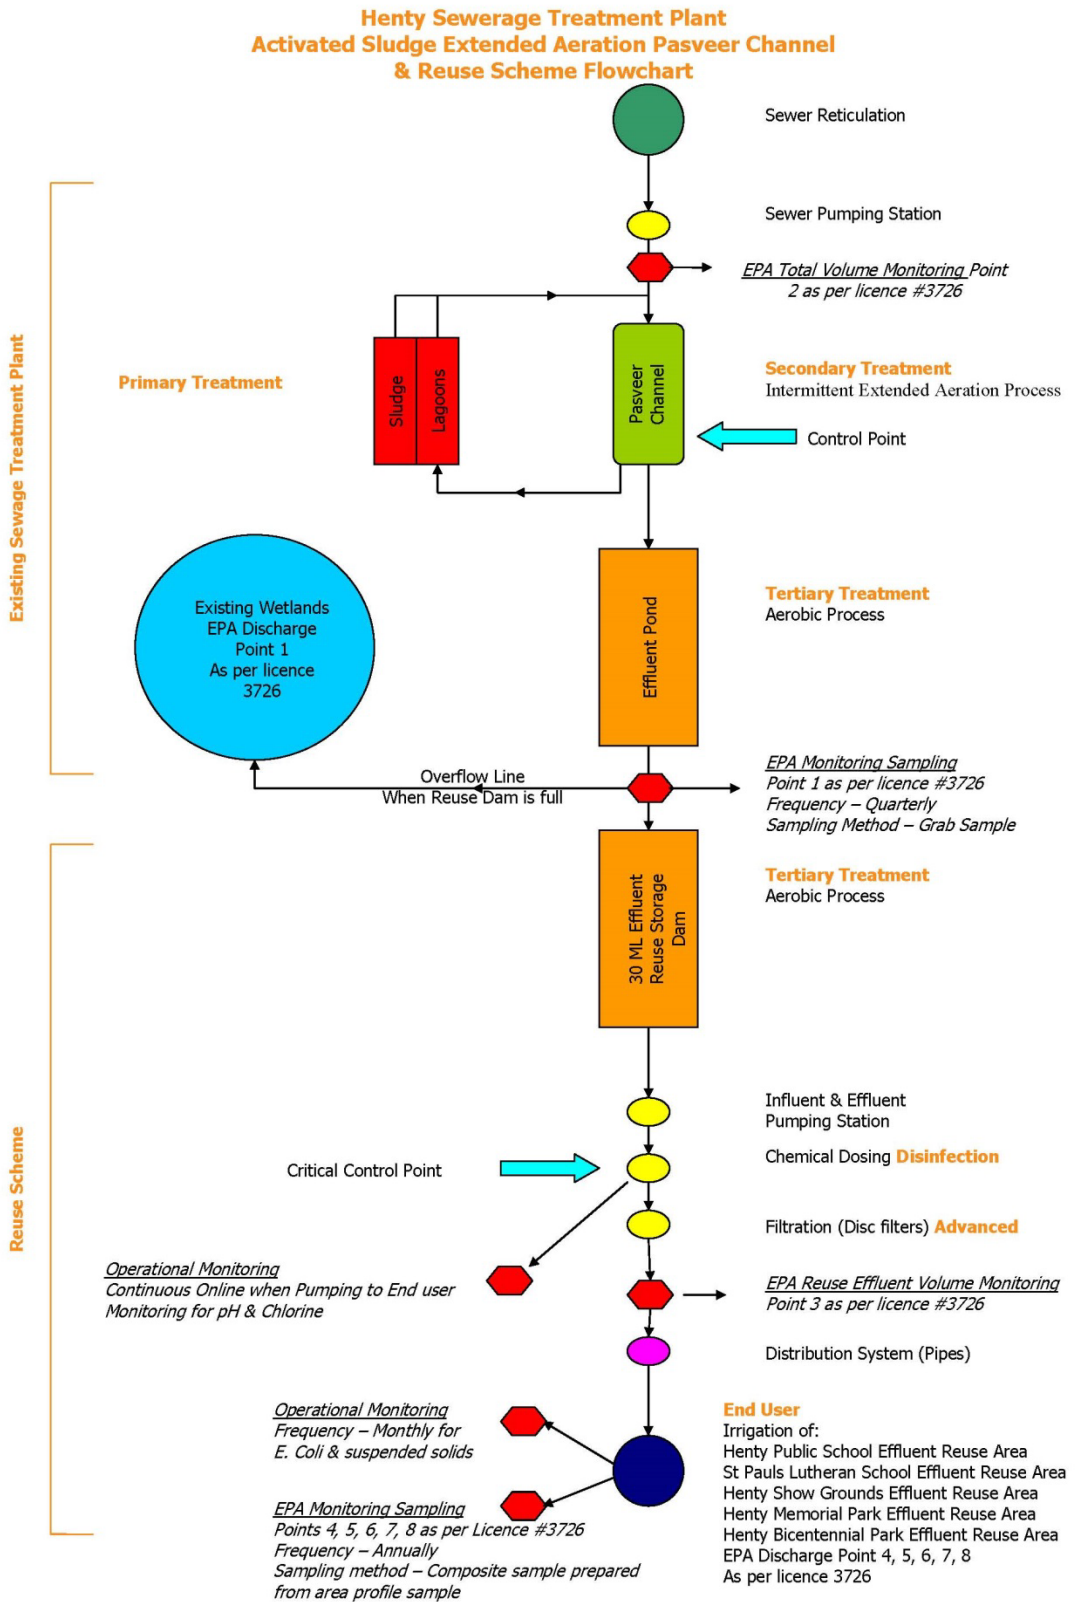 Henty Sewerage Treatment Plant
Activated Sludge Extended Aeration Pasveer Channel
& Reuse Scheme Flowchart
Sewer Reticulation
Sewer Pumping Station
EPA Total Volume Monitoring Point
2 as per licence #3726
Existing Sewage Treatment Plant
Primary Treatment
Sludge
Lagoons
Pasveer
Channel
Secondary Treatment
Intermittent Extended Aeration Process
Control Point
Existing Wetlands
EPA Discharge
Point 1
As per licence
3726
Effluent Pond
Tertiary Treatment
Aerobic Process
Overflow Line
When Reuse Dam is full
EPA Monitoring Sampling
Point 1 as per licence #3726
Frequency – Quarterly
Sampling Method – Grab Sample
Reuse Scheme
30 ML Effluent
Reuse Storage
Dam
Tertiary Treatment
Aerobic Process
Influent & Effluent
Pumping Station
Critical Control Point
Chemical Dosing Disinfection
Filtration (Disc filters) Advanced
Operational Monitoring
Continuous Online when Pumping to End user
Monitoring for pH & Chlorine
EPA Reuse Effluent Volume Monitoring
Point 3 as per licence #3726
Distribution System (Pipes)
Operational Monitoring
Frequency – Monthly for
E. Coli & suspended solids
EPA Monitoring Sampling
Points 4, 5, 6, 7, 8 as per Licence #3726
Frequency – Annually
Sampling method – Composite sample prepared
from area profile sample
End User
Irrigation of:
Henty Public School Effluent Reuse Area
St Pauls Lutheran School Effluent Reuse Area
Henty Show Grounds Effluent Reuse Area
Henty Memorial Park Effluent Reuse Area
Henty Bicentennial Park Effluent Reuse Area
EPA Discharge Point 4, 5, 6, 7, 8
As per licence 3726